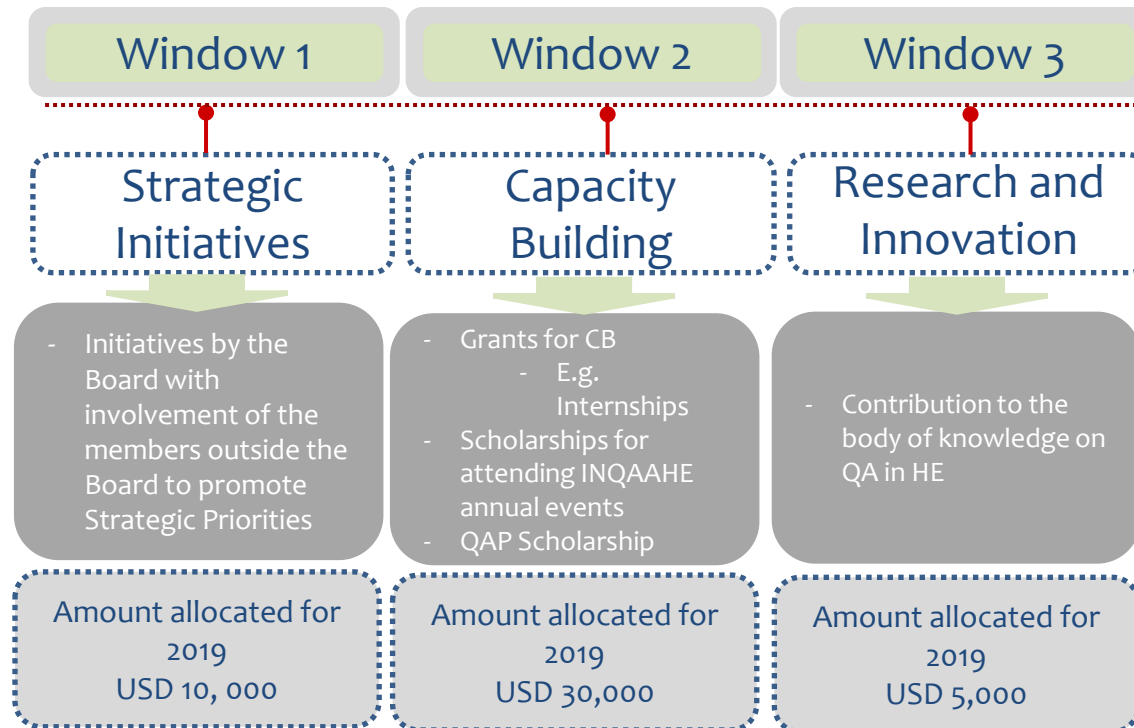 Window 1
Window 2
Window 3
Strategic
Initiatives
Capacity
Building
Research and
Innovation
- Initiatives by the
Board with
involvement of the
members outside the
Board to promote
Strategic Priorities
- Grants for CB
- E.g.
Internships
- Scholarships for
attending INQAAHE
annual events
- QAP Scholarship
- Contribution to the
body of knowledge on
QA in HE
Amount allocated for
2019
USD 10, 000
Amount allocated for
2019
USD 30,000
Amount allocated for
2019
USD 5,000